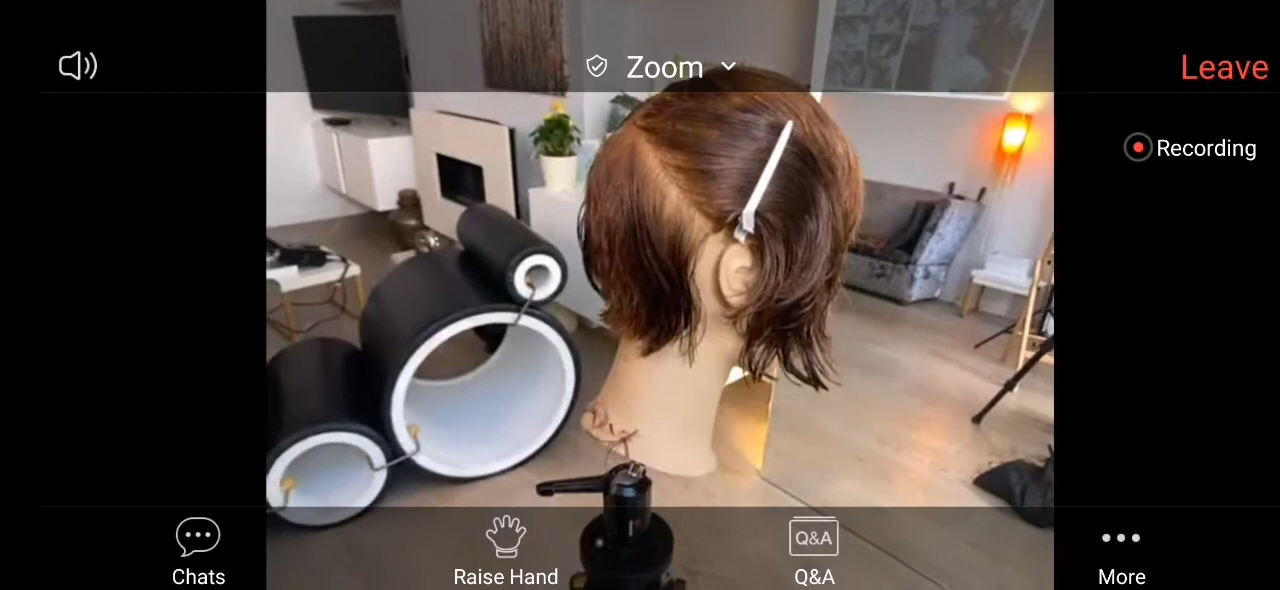 Zoom
Leave
Recording
Chats
Raise Hand
Q&A
Q&A
More